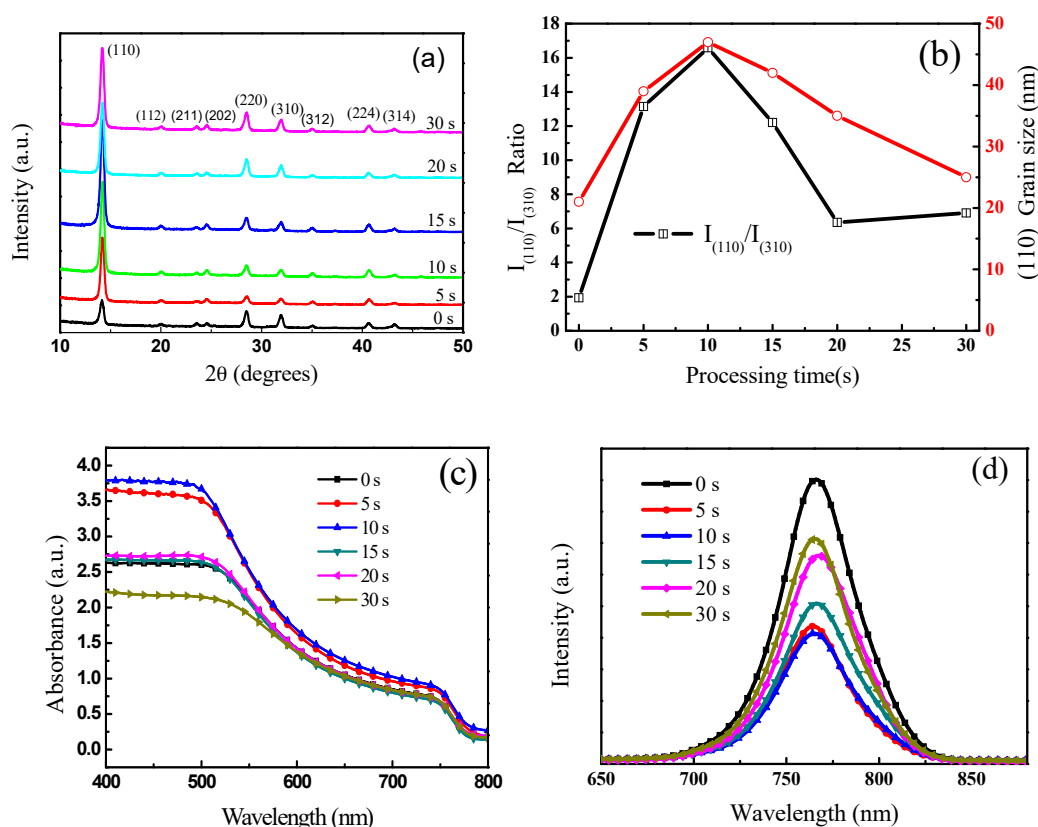 (a)
(110)
(112) (211) (202) (220) (310) (312) (224) (314)
30 s
20 s
15 s
10 s
5 s
0 s
Intensity (a.u.)
10 20 30 40 50
2θ (degrees)
(b)
18
16
14
12
10
8
6
4
2
0
I(110)/I(310) Ratio
I(110)/I(310)
50
40
30
20
10
0
(110) Grain size (nm)
0 5 10 15 20 25 30
Processing time(s)
(c)
4.0
3.5
3.0
2.5
2.0
1.5
1.0
0.5
0.0
Absorbance (a.u.)
0 s
5 s
10 s
15 s
20 s
30 s
400 500 600 700 800
Wavelength (nm)
(d)
0 s
5 s
10 s
15 s
20 s
30 s
Intensity (a.u.)
650 700 750 800 850
Wavelength (nm)